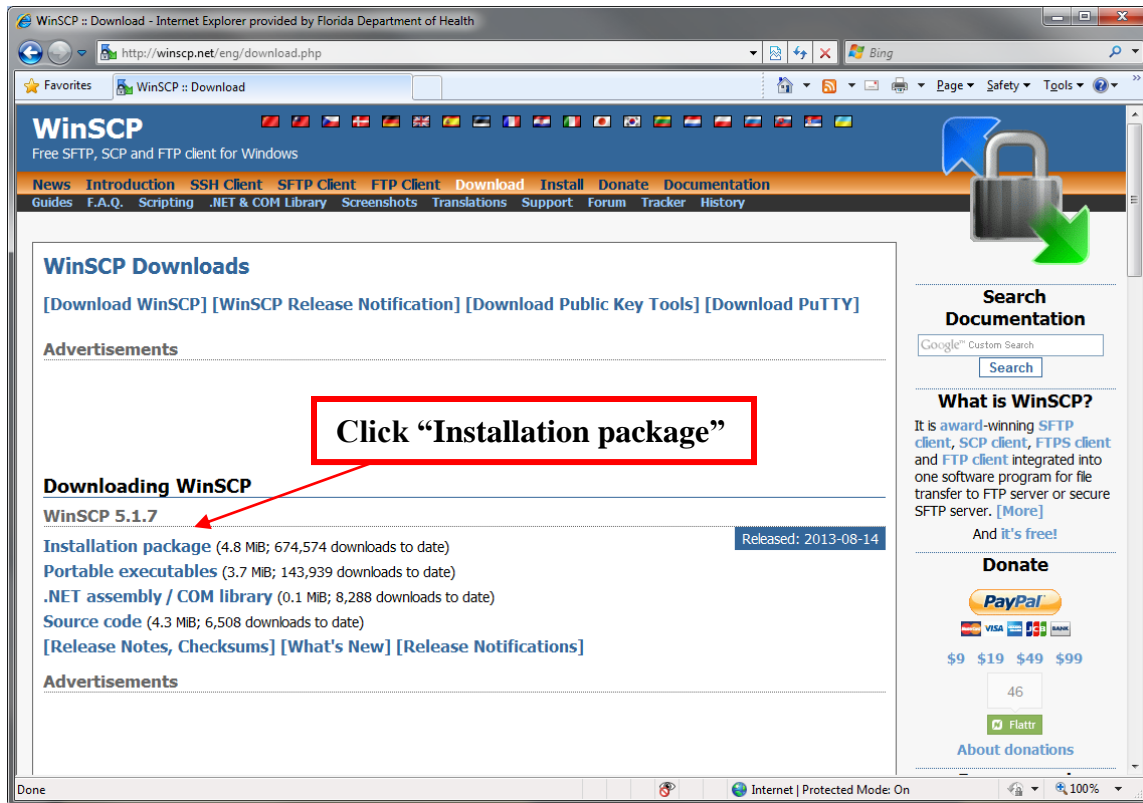 WinSCP :: Download - Internet Explorer provided by Florida Department of Health
http://winscp.net/eng/download.php
Bing
Favorites
WinSCP :: Download
Page
Safety
Tools
WinSCP
Free SFTP, SCP and FTP client for Windows
News Introduction SSH Client SFTP Client FTP Client Download Install Donate Documentation
Guides F.A.Q. Scripting .NET & COM Library Screenshots Translations Support Forum Tracker History
WinSCP Downloads
[Download WinSCP] [WinSCP Release Notification] [Download Public Key Tools] [Download PuTTY]
Advertisements
Click “Installation package”
Downloading WinSCP
WinSCP 5.1.7
Released: 2013-08-14
Installation package (4.8 MiB; 674,574 downloads to date)
Portable executables (3.7 MiB; 143,939 downloads to date)
.NET assembly / COM library (0.1 MiB; 8,288 downloads to date)
Source code (4.3 MiB; 6,508 downloads to date)
[Release Notes, Checksums] [What's New] [Release Notifications]
Advertisements
Search
Documentation
Google™ Custom Search
Search
What is WinSCP?
It is award-winning SFTP
client, SCP client, FTPS client
and FTP client integrated into
one software program for file
transfer to FTP server or secure
SFTP server. [More]
And it's free!
Donate
PayPal
VISA
BANK
$9 $19 $49 $99
46
Flattr
About donations
Done
Internet | Protected Mode: On
100%